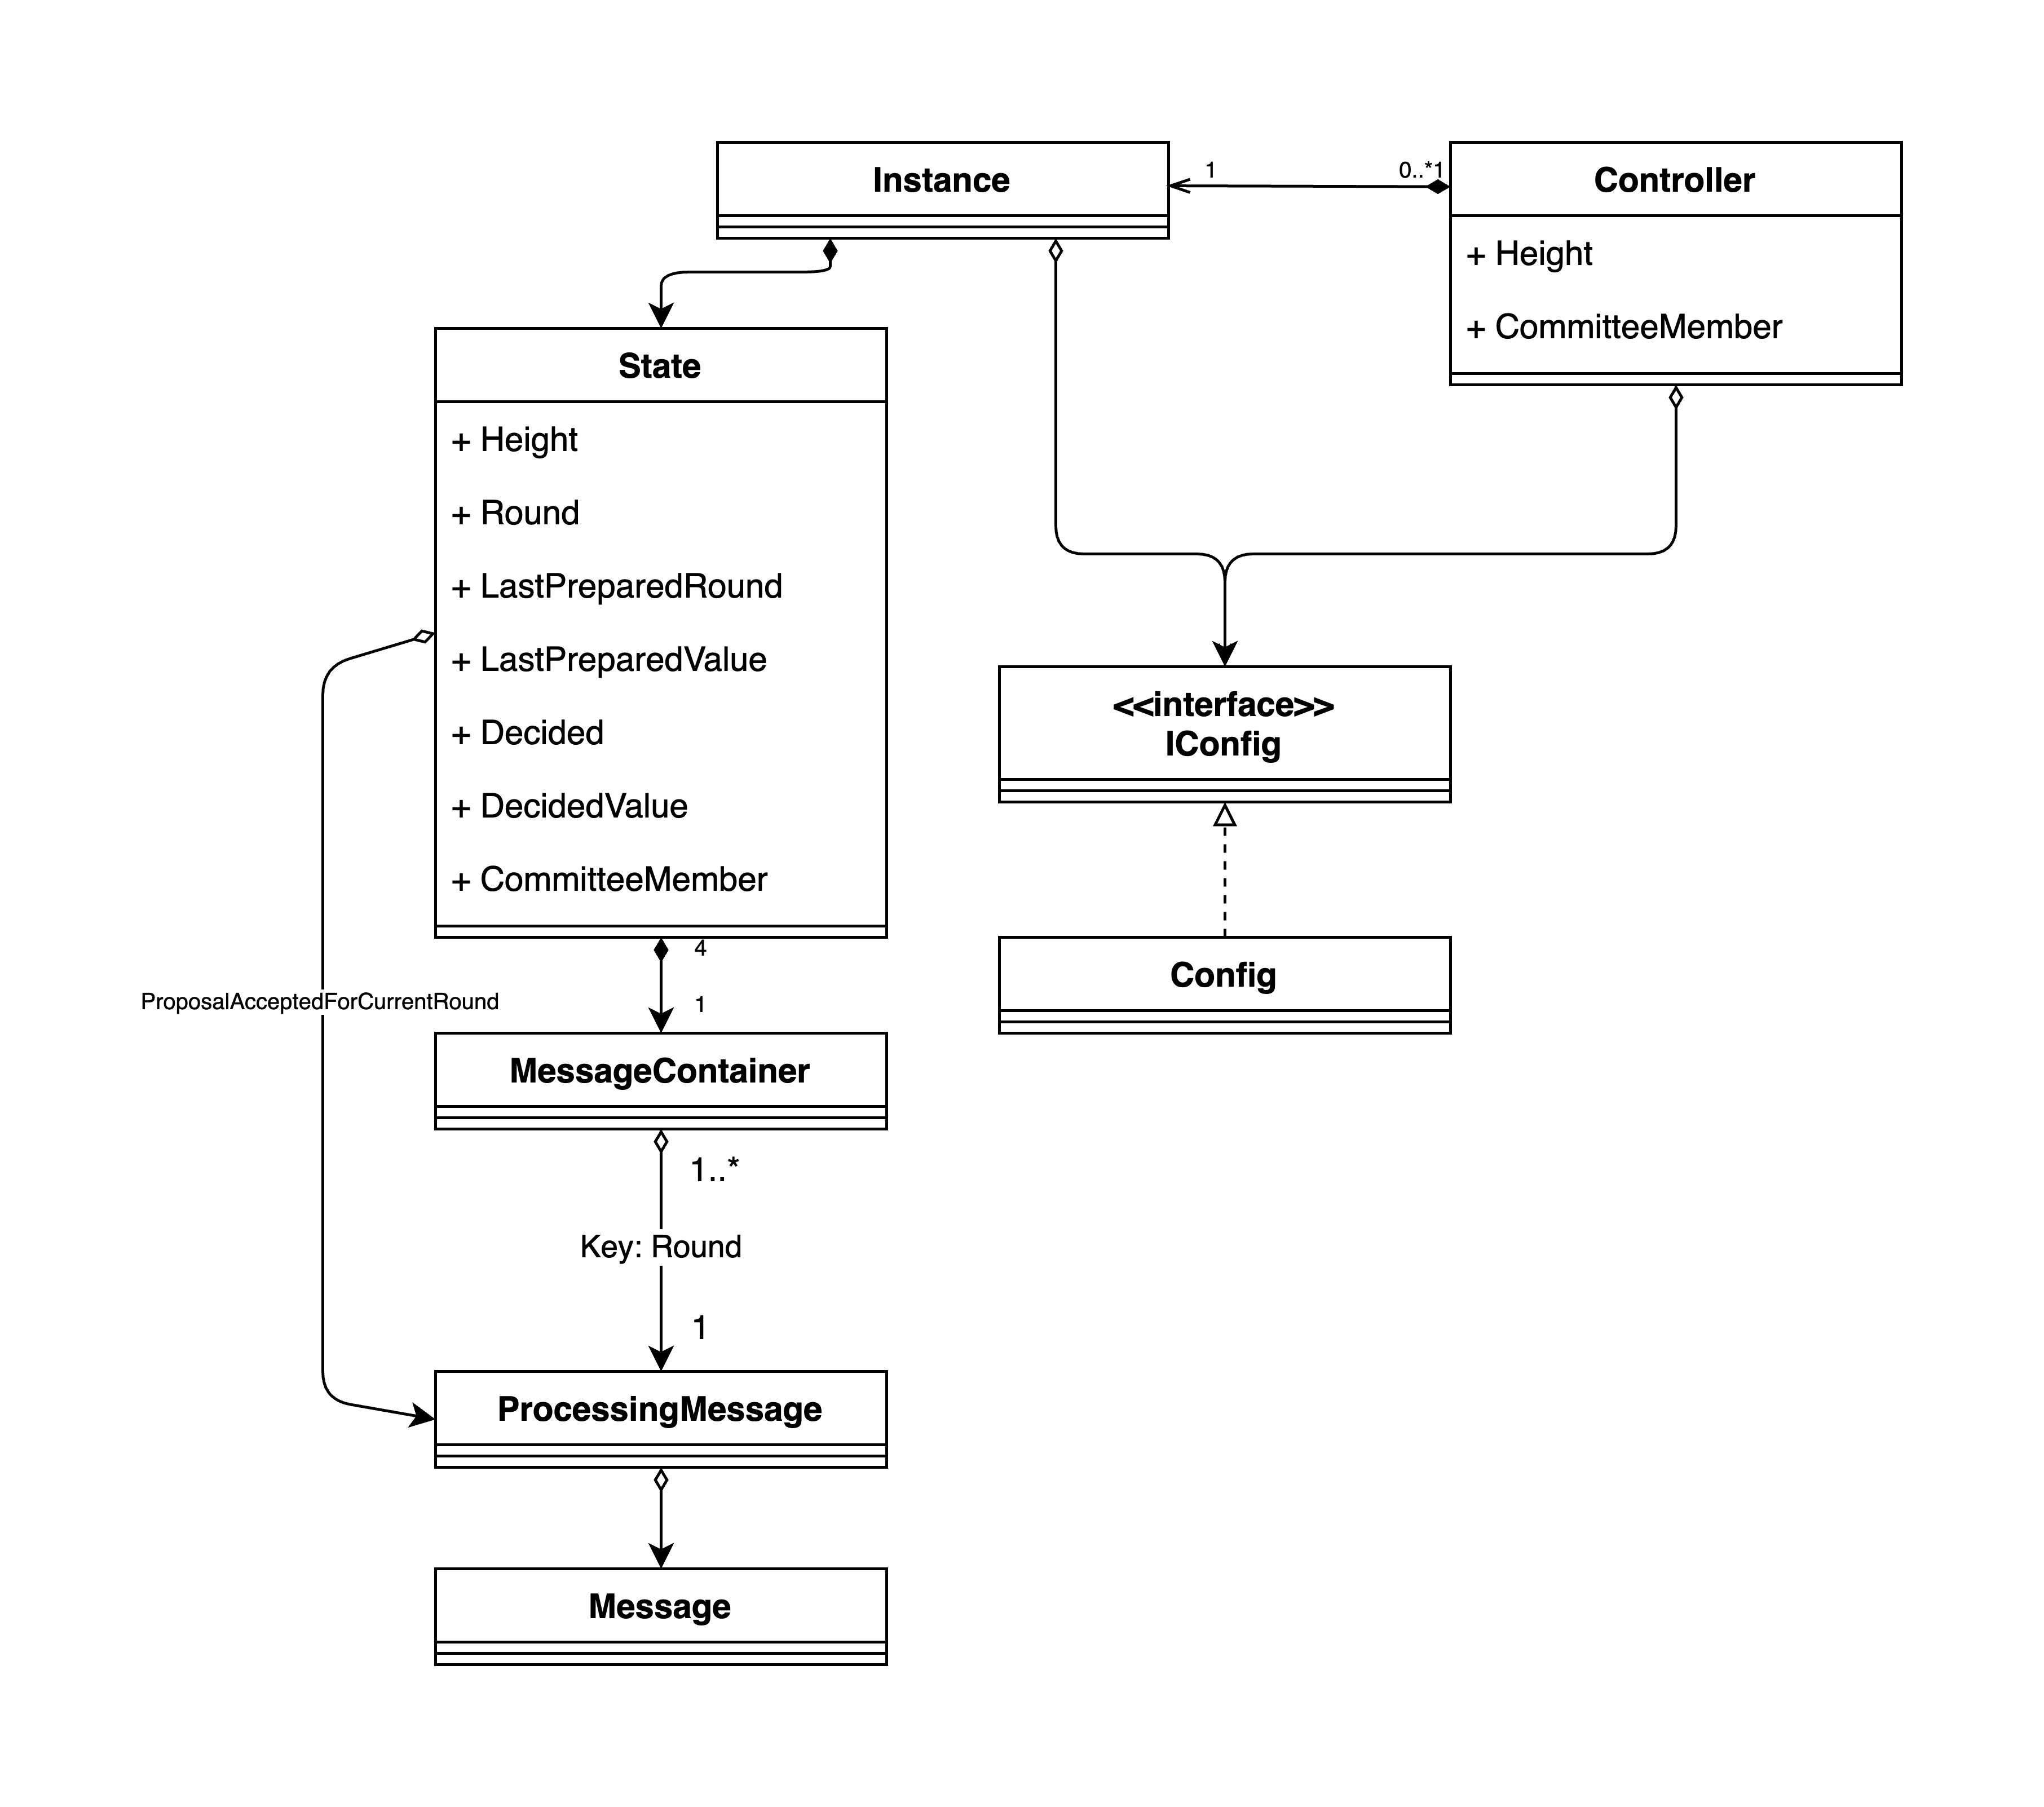 Instance
1
0..*1
Controller
+ Height
+ CommitteeMember
State
+ Height
+ Round
+ LastPreparedRound
+ LastPreparedValue
+ Decided
+ DecidedValue
+ CommitteeMember
<<interface>>
IConfig
Config
4
1
ProposalAcceptedForCurrentRound
MessageContainer
1..*
Key: Round
1
ProcessingMessage
Message